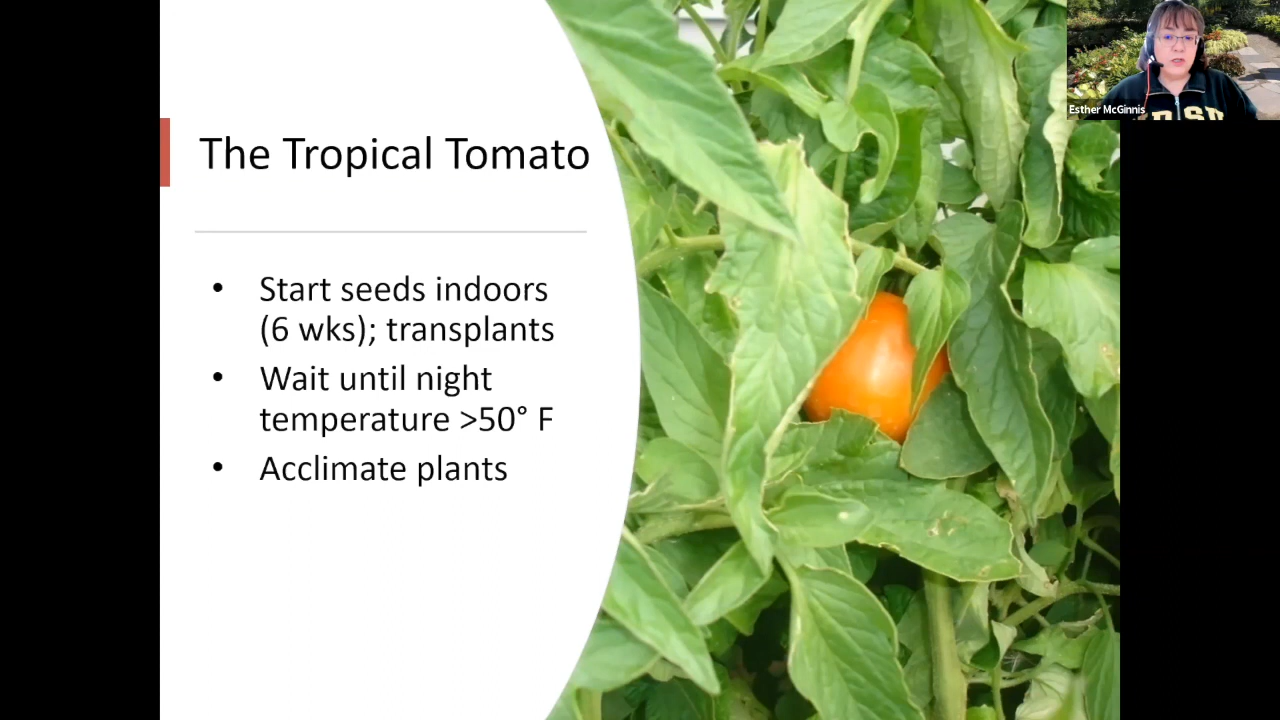 The Tropical Tomato
• Start seeds indoors
(6 wks); transplants
• Wait until night
temperature >50° F
• Acclimate plants
Esther McGinnis